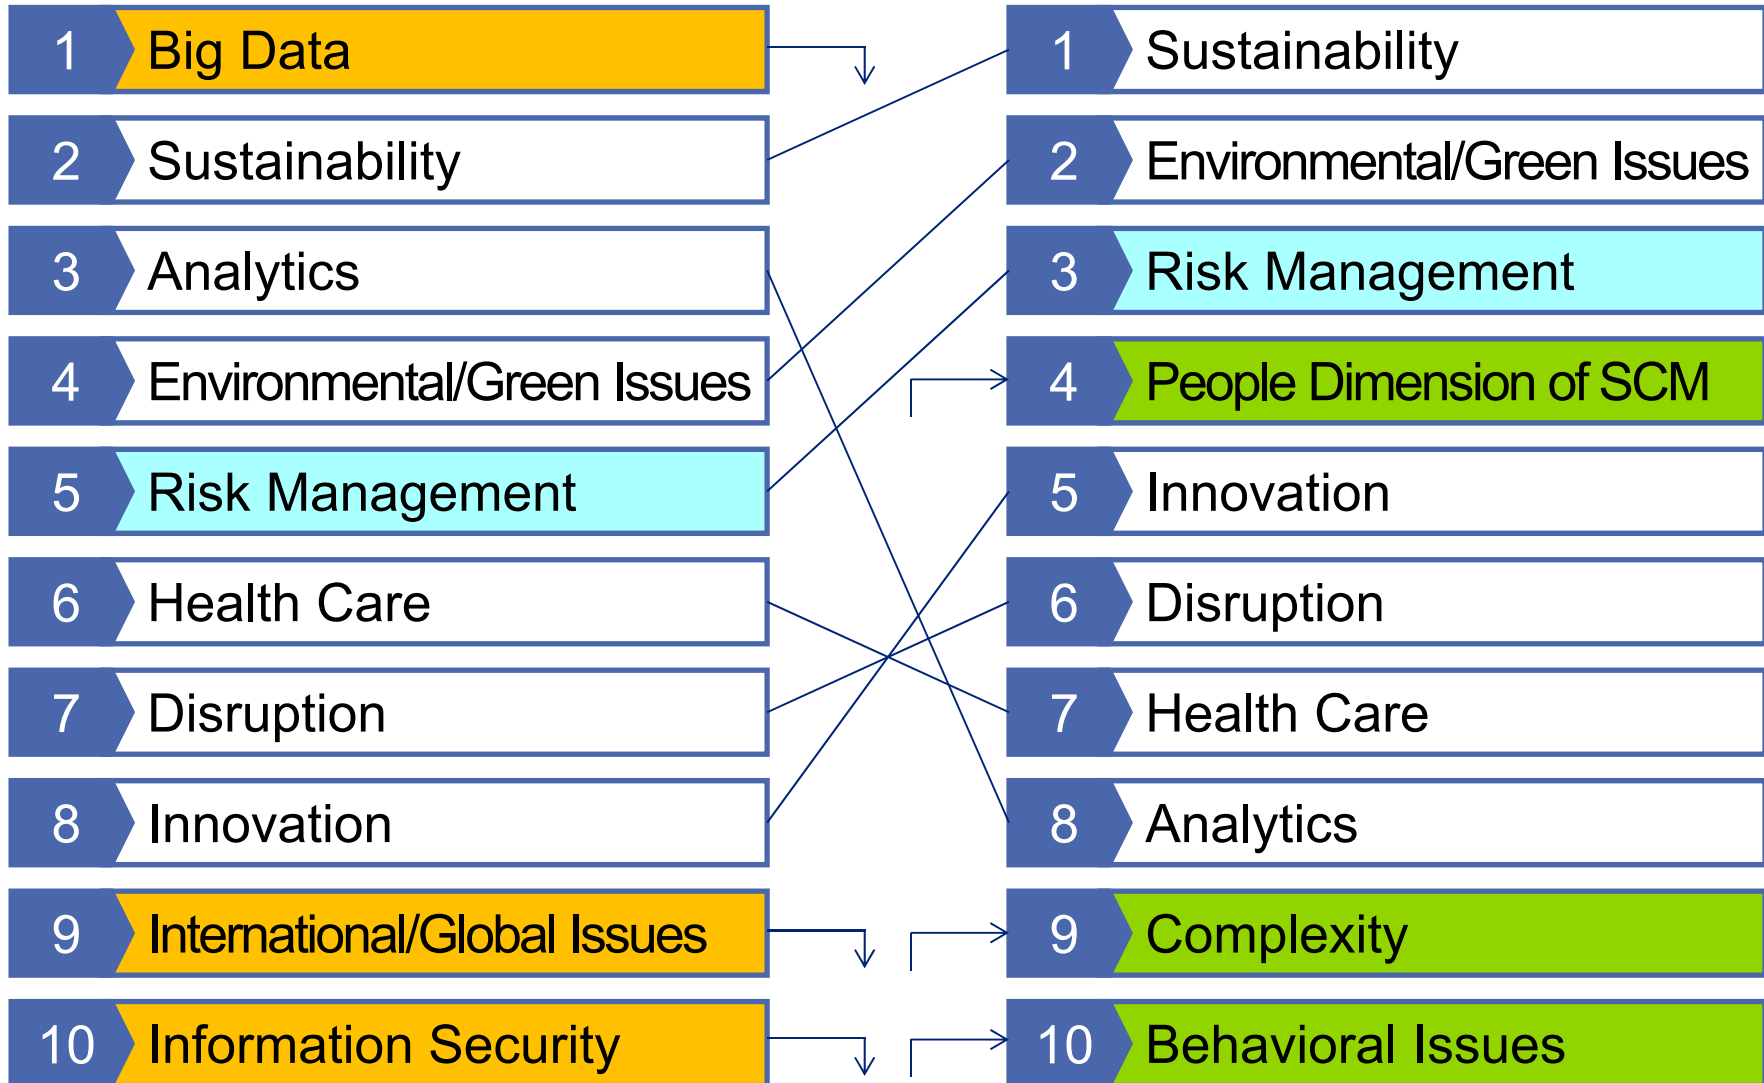 1 Big Data
2 Sustainability
3 Analytics
4 Environmental/Green Issues
5 Risk Management
6 Health Care
7 Disruption
8 Innovation
9 International/Global Issues
10 Information Security
1 Sustainability
2 Environmental/Green Issues
3 Risk Management
4 People Dimension of SCM
5 Innovation
6 Disruption
7 Health Care
8 Analytics
9 Complexity
10 Behavioral Issues